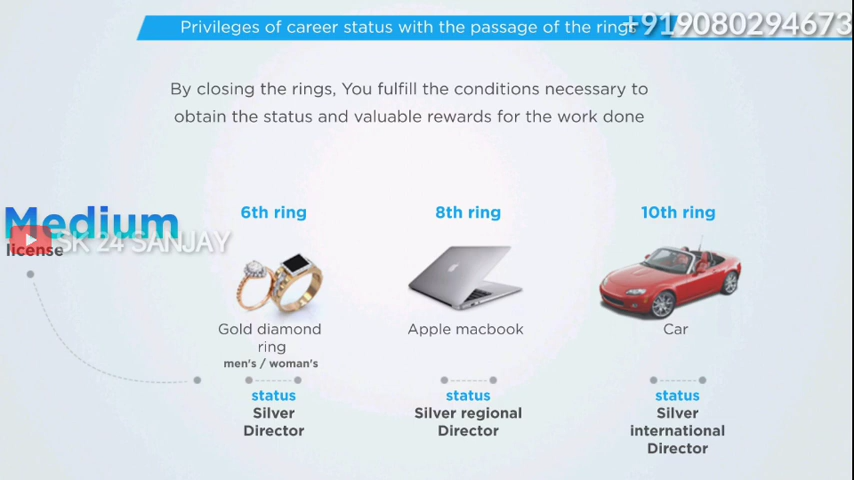 Privileges of career status with the passage of the rings
+919080294673
By closing the rings, You fulfill the conditions necessary to
obtain the status and valuable rewards for the work done
Medium
SK 24 SANJAY
license
6th ring
8th ring
10th ring
Gold diamond
ring
men's / woman's
Apple macbook
Car
status
Silver
Director
status
Silver regional
Director
status
Silver
international
Director